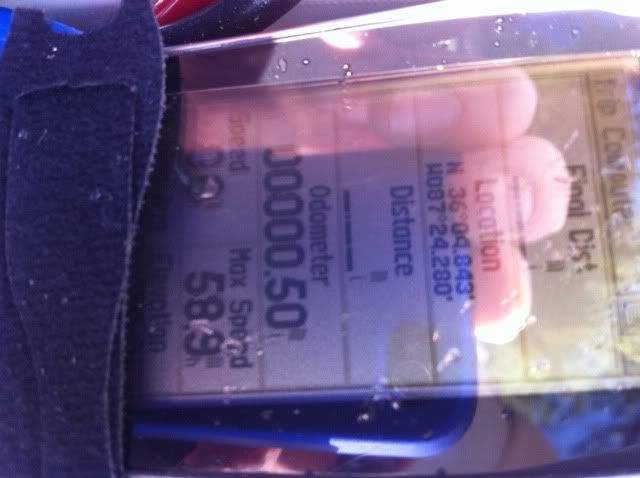 Trip Compute
Final Dist
Location
N 36°04.843'
W087°24.280'
Distance
Odometer
00000.50
Speed Max Speed
58.9